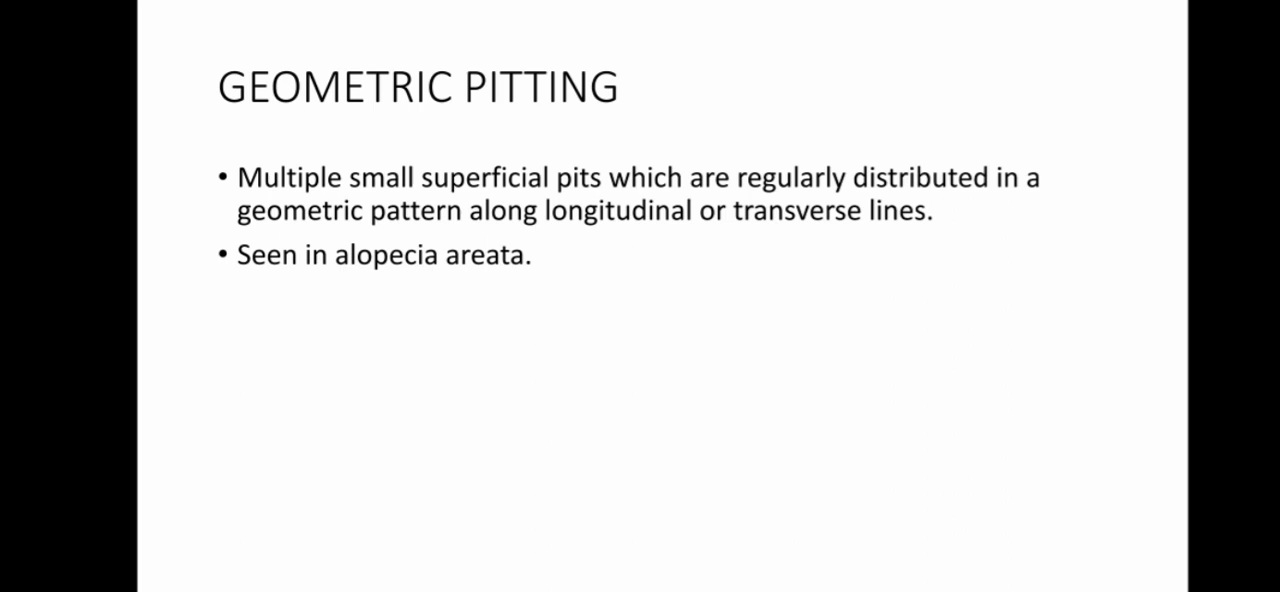 GEOMETRIC PITTING
• Multiple small superficial pits which are regularly distributed in a
geometric pattern along longitudinal or transverse lines.
• Seen in alopecia areata.